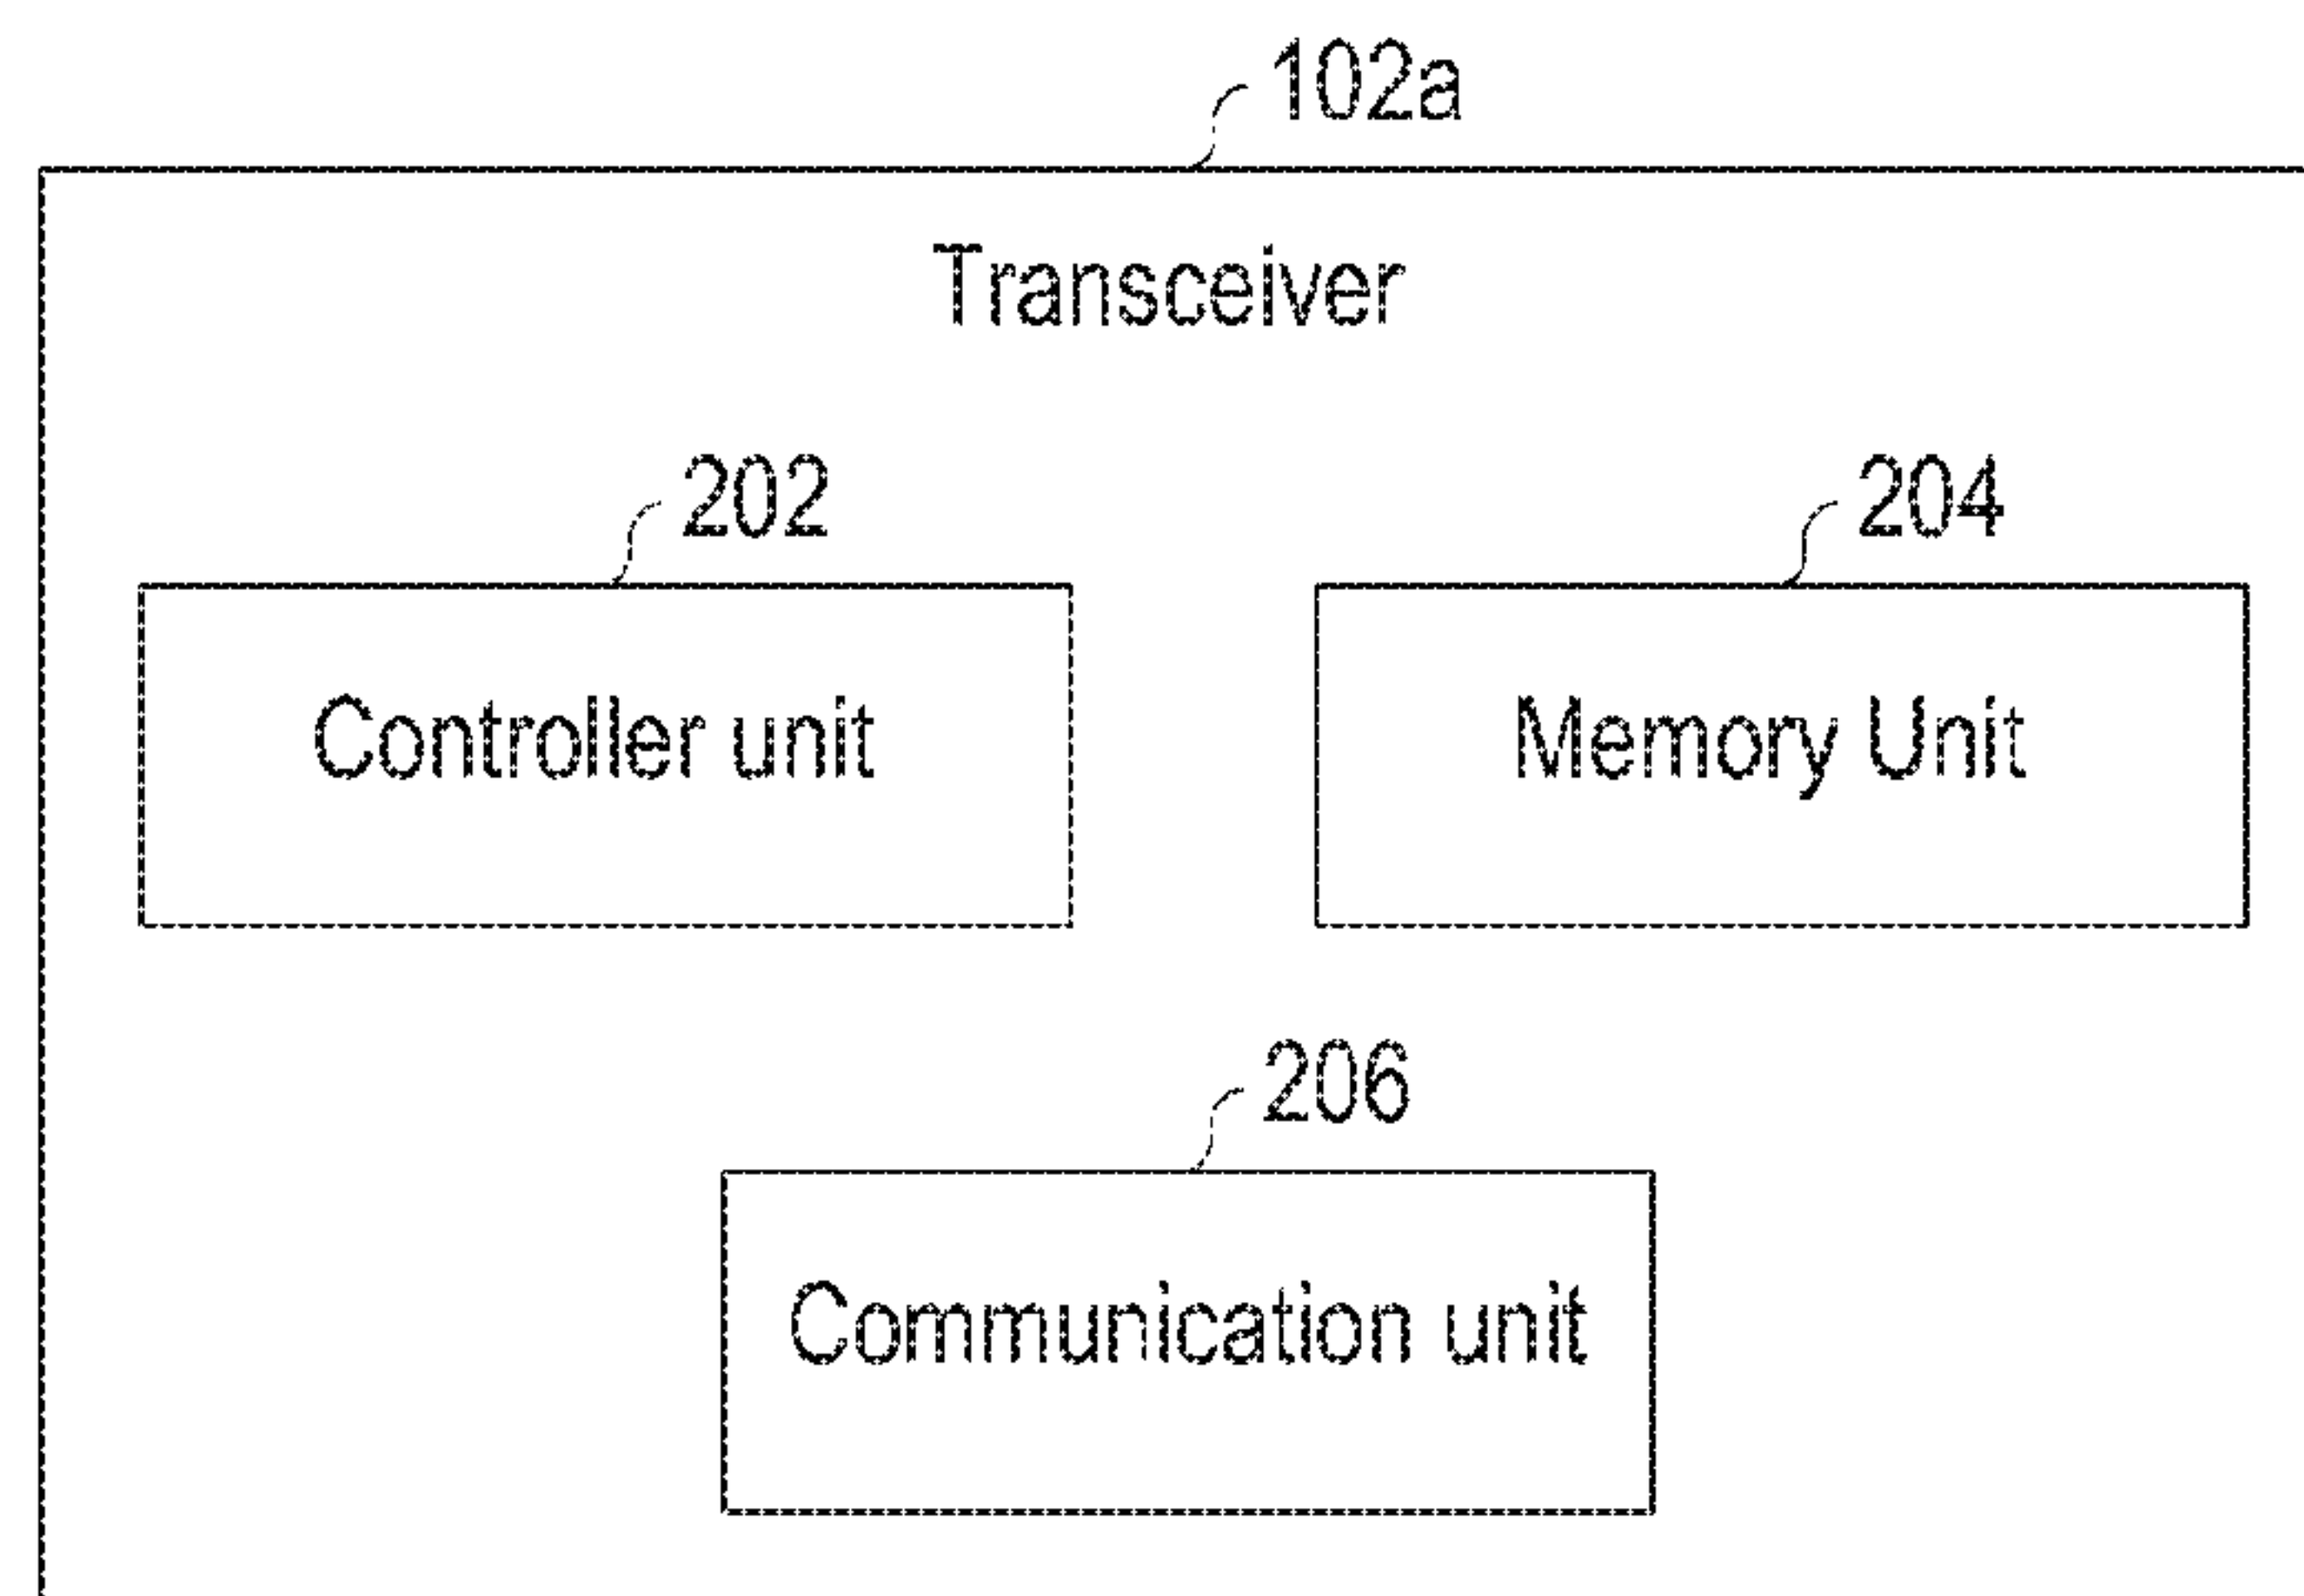 102a
Transceiver
202
204
Controller unit
Memory Unit
206
Communication unit